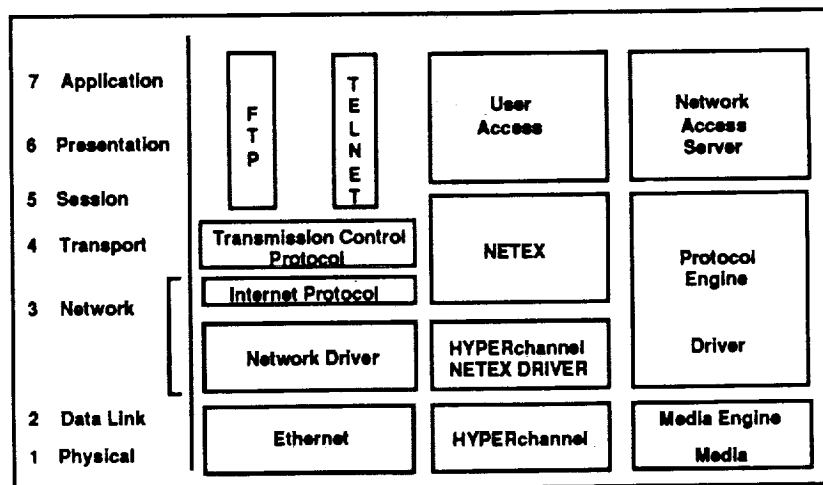 7 Application
6 Presentation
5 Session
4 Transport
3 Network
2 Data Link
1 Physical
FTP
TELNET
Transmission Control
Protocol
Internet Protocol
Network Driver
Ethernet
User
Access
NETEX
HYPERchannel
NETEX DRIVER
HYPERchannel
Network
Access
Server
Protocol
Engine
Driver
Media Engine
Media